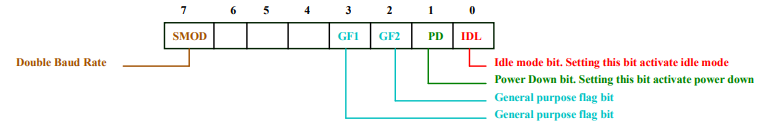 7 6 5 4 3 2 1 0
SMOD GF1 GF2 PD IDL
Double Baud Rate
Idle mode bit. Setting this bit activate idle mode
Power Down bit. Setting this bit activate power down
General purpose flag bit
General purpose flag bit